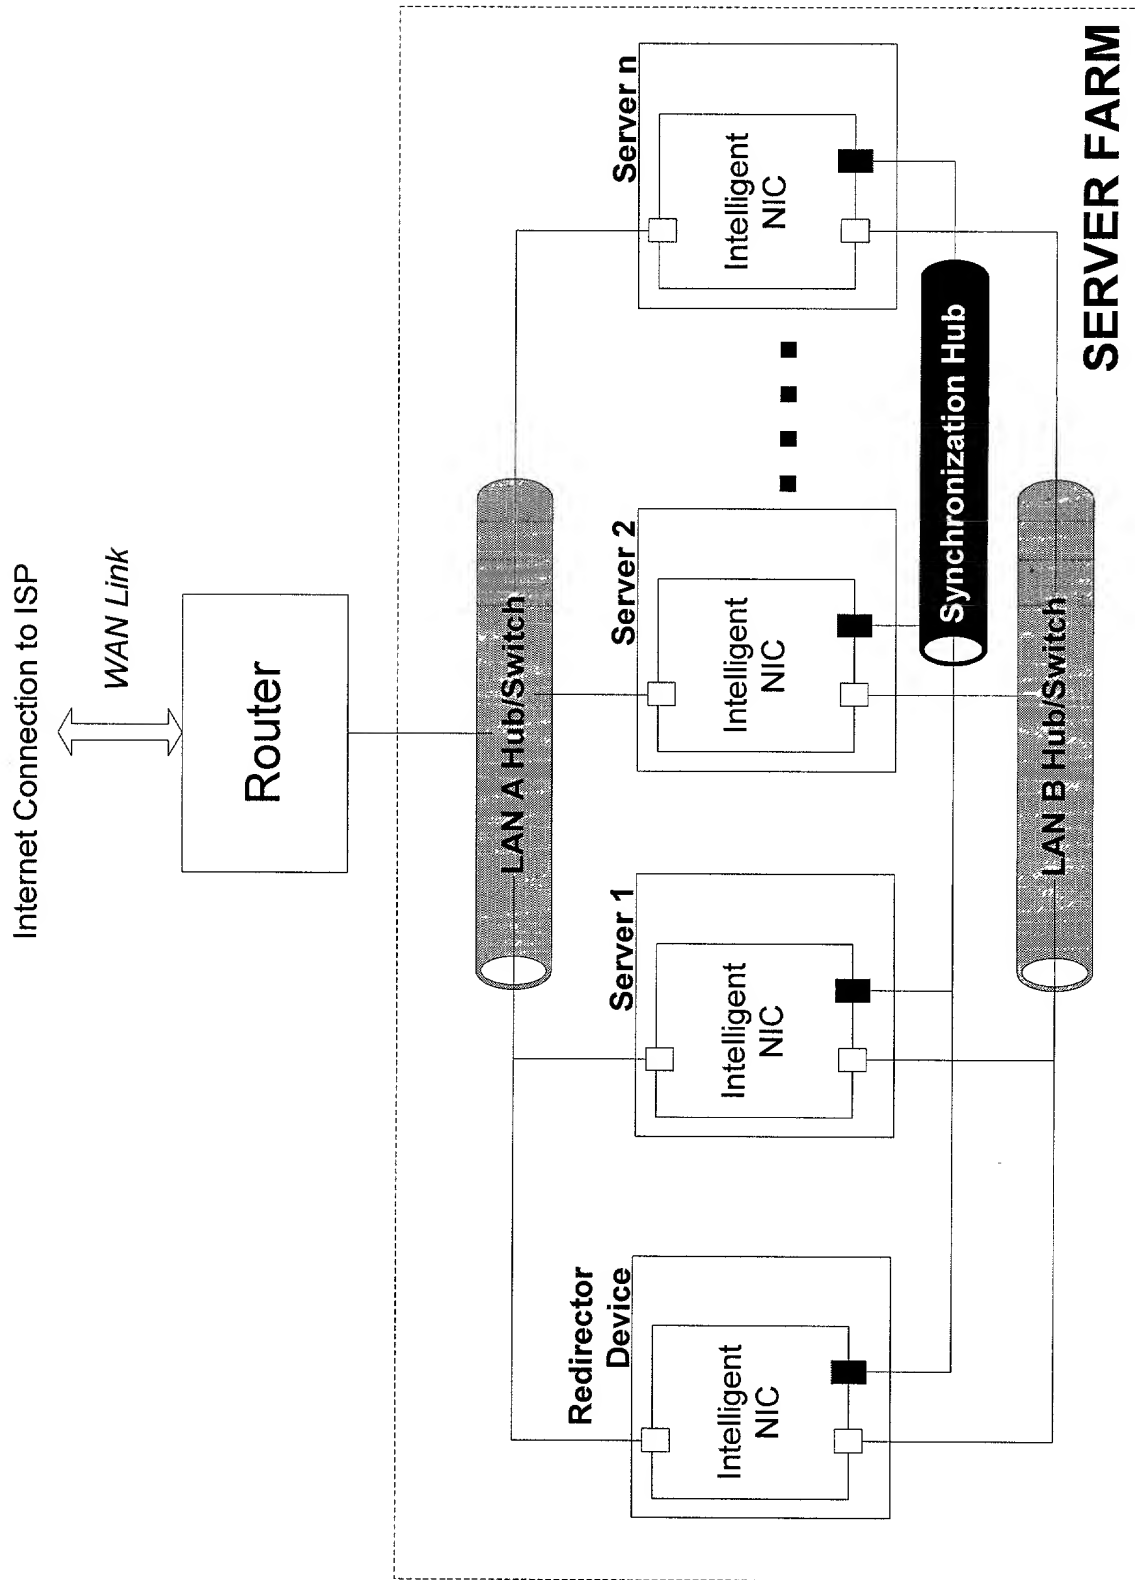 Internet Connection to ISP
WAN Link
Router
LAN A Hub/Switch
Redirector
Device
Intelligent
NIC
Server 1
Intelligent
NIC
Server 2
Intelligent
NIC
Server n
Intelligent
NIC
Synchronization Hub
LAN B Hub/Switch
SERVER FARM